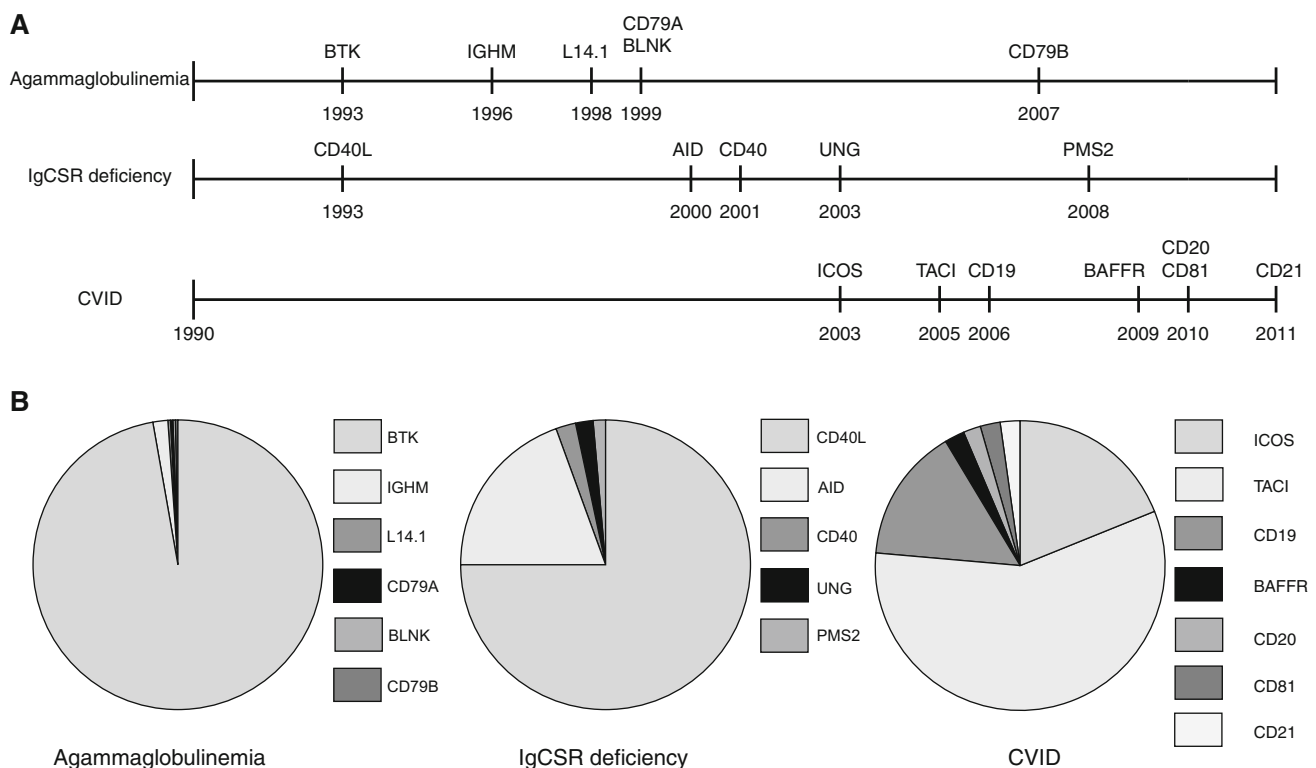 A
CD79A
BTK IGHM L14.1 BLNK CD79B
Agammaglobulinemia
1993 1996 1998 1999 2007
CD40L AID CD40 UNG PMS2
IgCSR deficiency
1993 2000 2001 2003 2008
CD20
ICOS TACI CD19 BAFFR CD81 CD21
CVID
1990 2003 2005 2006 2009 2010 2011
B
BTK
IGHM
L14.1
CD79A
BLNK
CD79B
Agammaglobulinemia
CD40L
AID
CD40
UNG
PMS2
IgCSR deficiency
ICOS
TACI
CD19
BAFFR
CD20
CD81
CD21
CVID